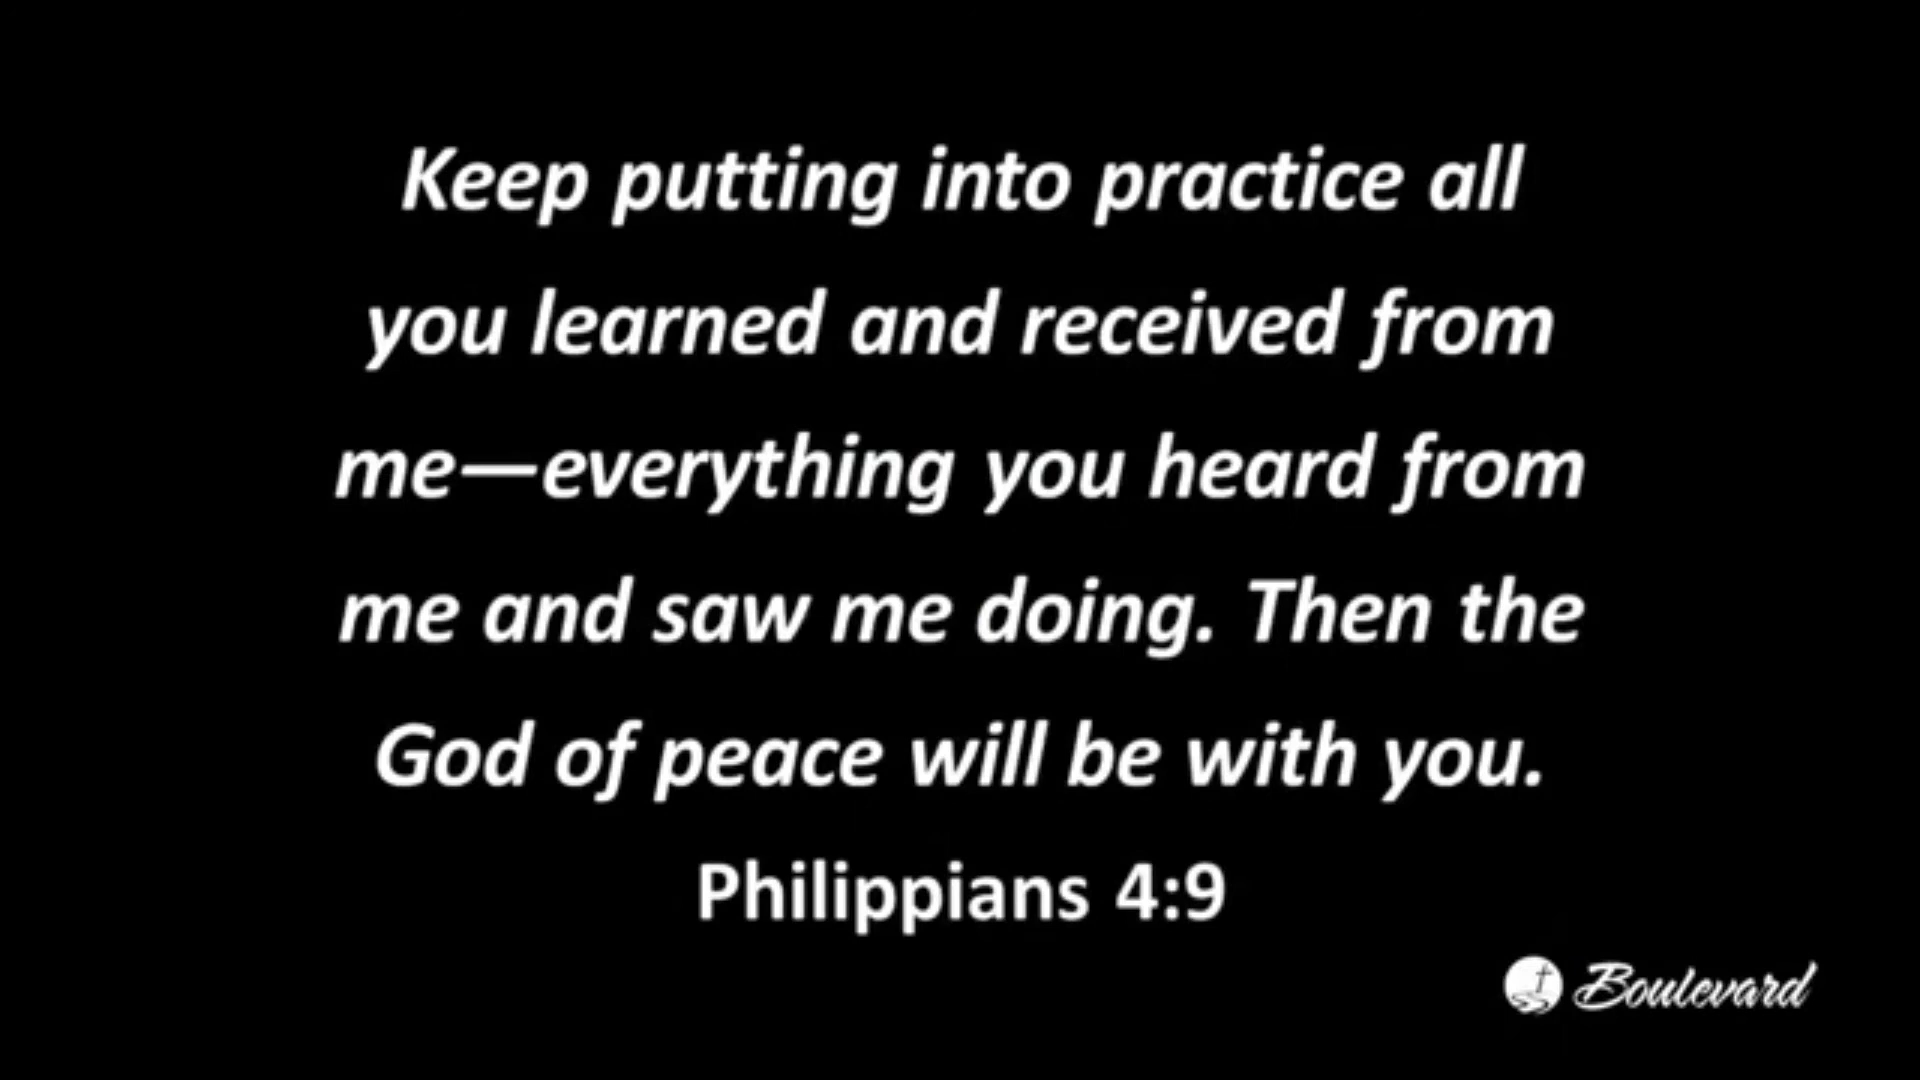 Keep putting into practice all
you learned and received from
me—everything you heard from
me and saw me doing. Then the
God of peace will be with you.
Philippians 4:9
Boulevard